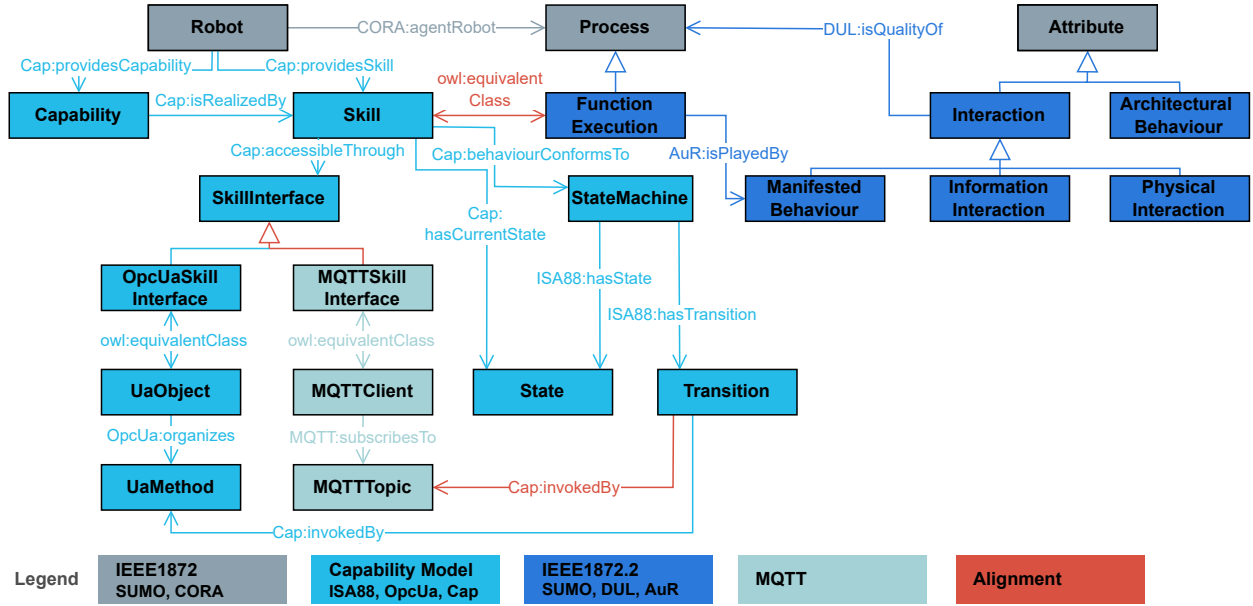 Robot
CORA:agentRobot
Process
DUL:isQualityOf
Attribute
Cap:providesCapability
Cap:providesSkill
owl:equivalent
Class
Capability
Cap:isRealizedBy
Skill
Function
Execution
Interaction
Architectural
Behaviour
Cap:accessibleThrough
Cap:behaviourConformsTo
AuR:isPlayedBy
SkillInterface
StateMachine
Manifested
Behaviour
Information
Interaction
Physical
Interaction
Cap:
hasCurrentState
OpcUaSkill
Interface
MQTTSkill
Interface
ISA88:hasState
ISA88:hasTransition
owl:equivalentClass
owl:equivalentClass
UaObject
MQTTClient
State
Transition
OpcUa:organizes
MQTT:subscribesTo
UaMethod
MQTTTopic
Cap:invokedBy
Cap:invokedBy
Legend
IEEE1872
SUMO, CORA
Capability Model
ISA88, OpcUa, Cap
IEEE1872.2
SUMO, DUL, AuR
MQTT
Alignment